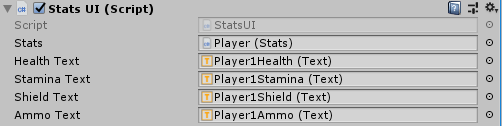 Stats UI (Script)
Script StatsUI
Stats Player (Stats)
Health Text Player1Health (Text)
Stamina Text Player1Stamina (Text)
Shield Text Player1Shield (Text)
Ammo Text Player1Ammo (Text)